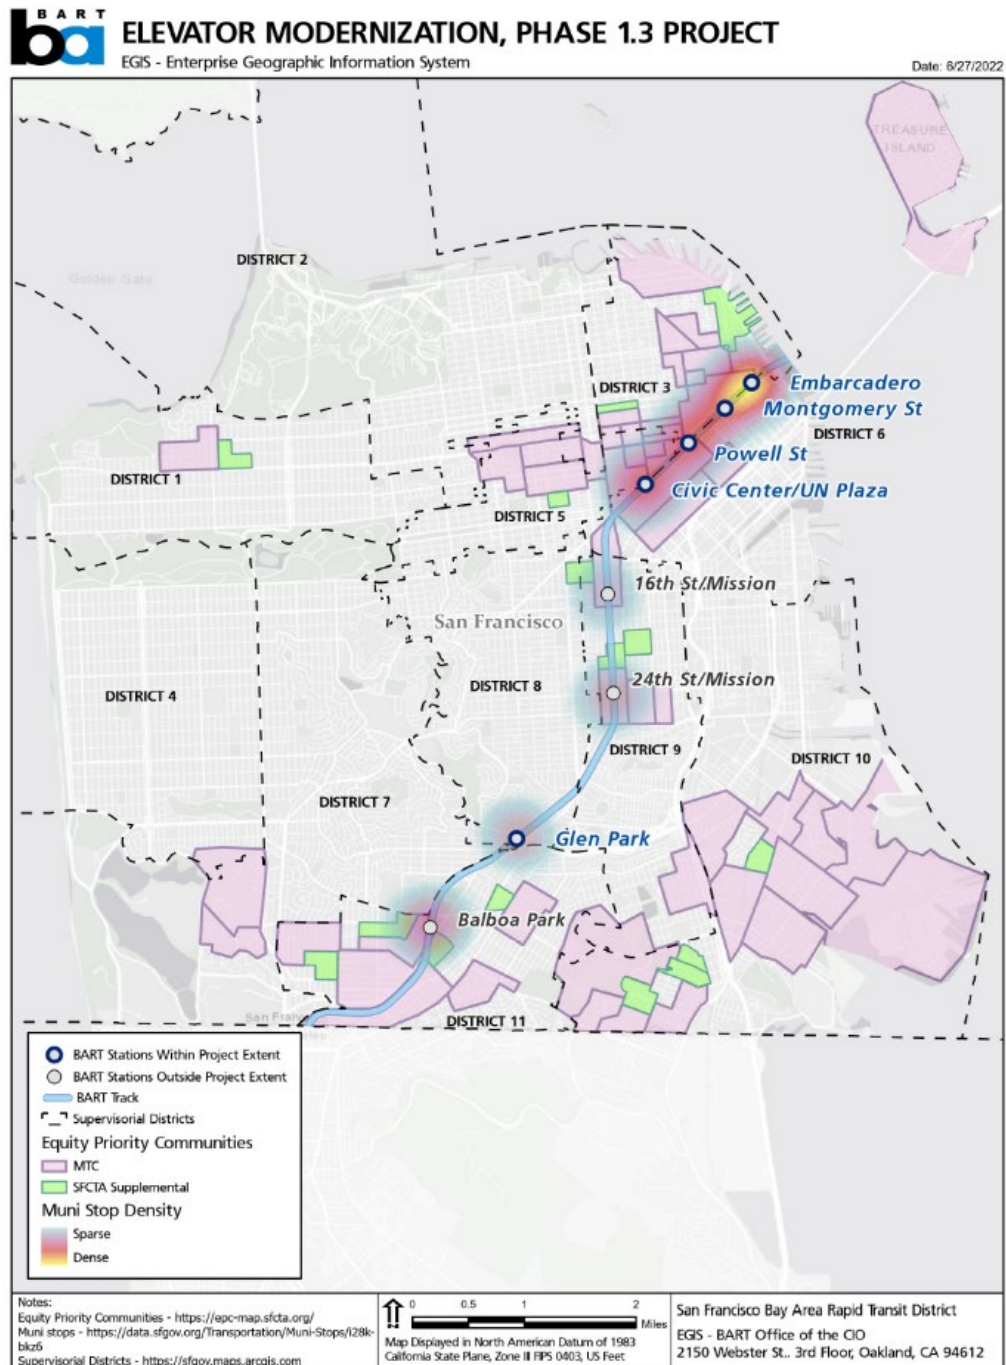 BART
ba
ELEVATOR MODERNIZATION, PHASE 1.3 PROJECT
EGIS - Enterprise Geographic Information System
Date: 6/27/2022
TREASURE
ISLAND
DISTRICT 2
Golden Gate
Embarcadero
DISTRICT 3
Montgomery St
DISTRICT 6
Powell St
DISTRICT 1
Civic Center/UN Plaza
DISTRICT 5
16th St/Mission
San Francisco
24th St/Mission
DISTRICT 8
DISTRICT 4
DISTRICT 9
DISTRICT 10
DISTRICT 7
Glen Park
Balboa Park
San
DISTRICT 11
BART Stations Within Project Extent
BART Stations Outside Project Extent
BART Track
Supervisorial Districts
Equity Priority Communities
MTC
SFCTA Supplemental
Muni Stop Density
Sparse
Dense
Notes:
Equity Priority Communities - https://epc-map.sfcta.org/
Muni stops - https://data.sfgov.org/Transportation/Muni-Stops/i28k-
bkz6
Supervisorial Districts - https://sfgov.maps.arcgis.com
0 0.5 1 2
Miles
Map Displayed in North American Datum of 1983
California State Plane, Zone III FIPS 0403, US Feet
San Francisco Bay Area Rapid Transit District
EGIS - BART Office of the CIO
2150 Webster St.. 3rd Floor, Oakland, CA 94612